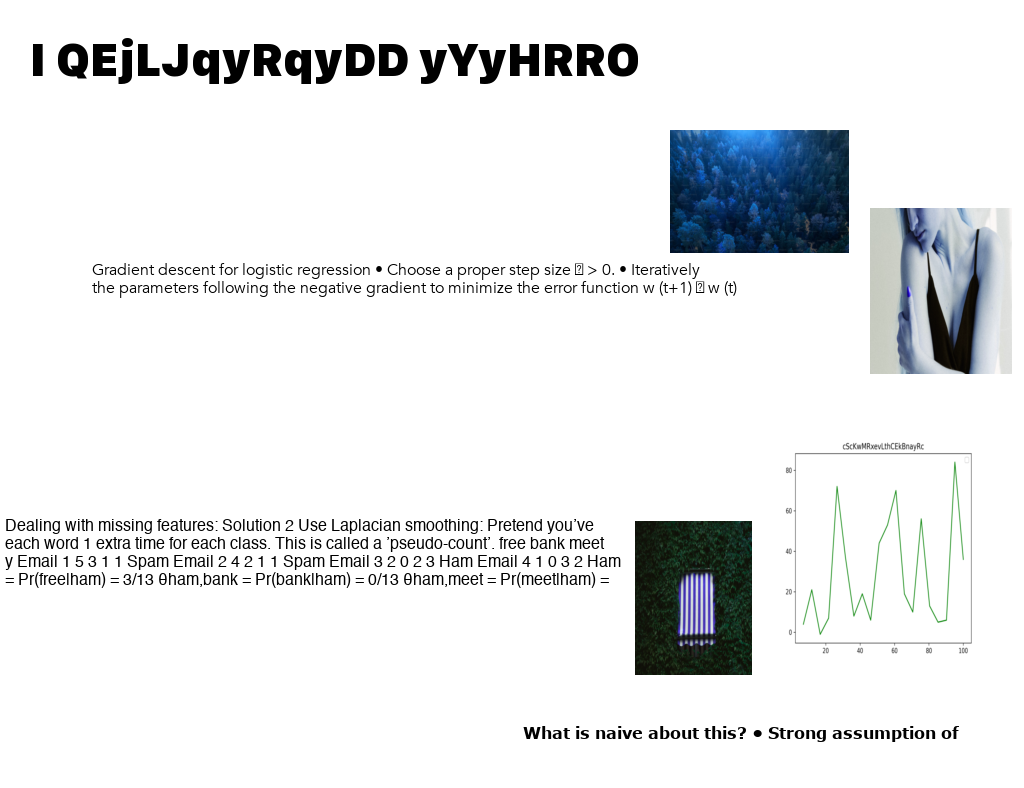 I QEjLJqyRqyDD yYyHRRO
Gradient descent for logistic regression • Choose a proper step size > 0. • Iteratively
the parameters following the negative gradient to minimize the error function w (t+1) w (t)
cScKwMRxevLthCEkBnayRc
80
60
40
20
0
20 40 60 80 100
Dealing with missing features: Solution 2 Use Laplacian smoothing: Pretend you’ve
each word 1 extra time for each class. This is called a ’pseudo-count’. free bank meet
y Email 1 5 3 1 1 Spam Email 2 4 2 1 1 Spam Email 3 2 0 2 3 Ham Email 4 1 0 3 2 Ham
= Pr(free|ham) = 3/13 θham,bank = Pr(bank|ham) = 0/13 θham,meet = Pr(meet|ham) =
What is naive about this? • Strong assumption of